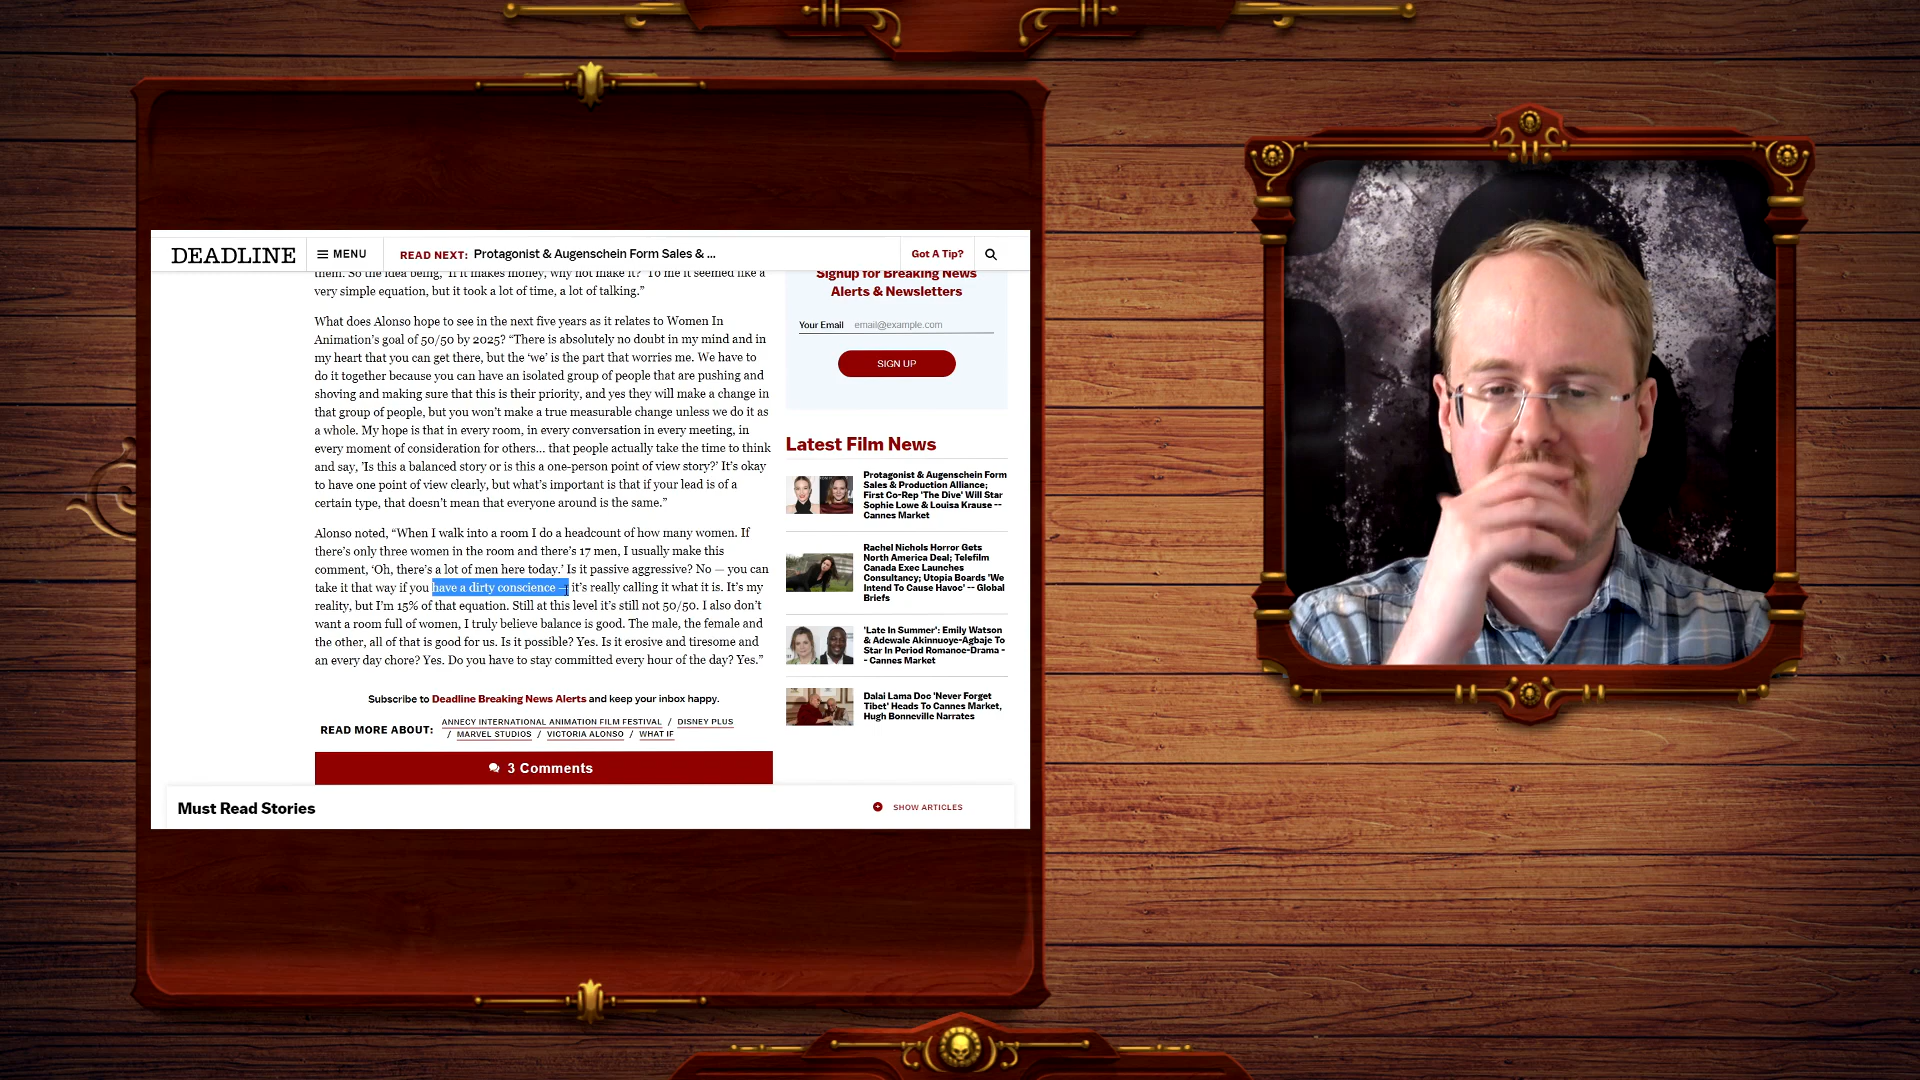 DEADLINE
MENU
READ NEXT: Protagonist & Augenschein Form Sales & ...
Got A Tip?
them. So the idea being, 'If it makes money, why not make it?' To me it seemed like a
very simple equation, but it took a lot of time, a lot of talking.”
What does Alonso hope to see in the next five years as it relates to Women In
Animation’s goal of 50/50 by 2025? “There is absolutely no doubt in my mind and in
my heart that you can get there, but the ‘we’ is the part that worries me. We have to
do it together because you can have an isolated group of people that are pushing and
shoving and making sure that this is their priority, and yes they will make a change in
that group of people, but you won’t make a true measurable change unless we do it as
a whole. My hope is that in every room, in every conversation in every meeting, in
every moment of consideration for others... that people actually take the time to think
and say, 'Is this a balanced story or is this a one-person point of view story?' It’s okay
to have one point of view clearly, but what’s important is that if your lead is of a
certain type, that doesn’t mean that everyone around is the same.”
Alonso noted, “When I walk into a room I do a headcount of how many women. If
there’s only three women in the room and there’s 17 men, I usually make this
comment, ‘Oh, there’s a lot of men here today.’ Is it passive aggressive? No — you can
take it that way if you have a dirty conscience — it’s really calling it what it is. It’s my
reality, but I’m 15% of that equation. Still at this level it’s still not 50/50. I also don’t
want a room full of women, I truly believe balance is good. The male, the female and
the other, all of that is good for us. Is it possible? Yes. Is it erosive and tiresome and
an every day chore? Yes. Do you have to stay committed every hour of the day? Yes.”
Subscribe to Deadline Breaking News Alerts and keep your inbox happy.
READ MORE ABOUT:
ANNECY INTERNATIONAL ANIMATION FILM FESTIVAL / DISNEY PLUS
/ MARVEL STUDIOS / VICTORIA ALONSO / WHAT IF
3 Comments
Must Read Stories
SHOW ARTICLES
Signup for Breaking News
Alerts & Newsletters
Your Email
email@example.com
SIGN UP
Latest Film News
Protagonist & Augenschein Form
Sales & Production Alliance;
First Co-Rep 'The Dive' Will Star
Sophie Lowe & Louisa Krause --
Cannes Market
Rachel Nichols Horror Gets
North America Deal; Telefilm
Canada Exec Launches
Consultancy; Utopia Boards 'We
Intend To Cause Havoc' -- Global
Briefs
'Late In Summer': Emily Watson
& Adewale Akinnuoye-Agbaje To
Star In Period Romance-Drama -
- Cannes Market
Dalai Lama Doc 'Never Forget
Tibet' Heads To Cannes Market,
Hugh Bonneville Narrates